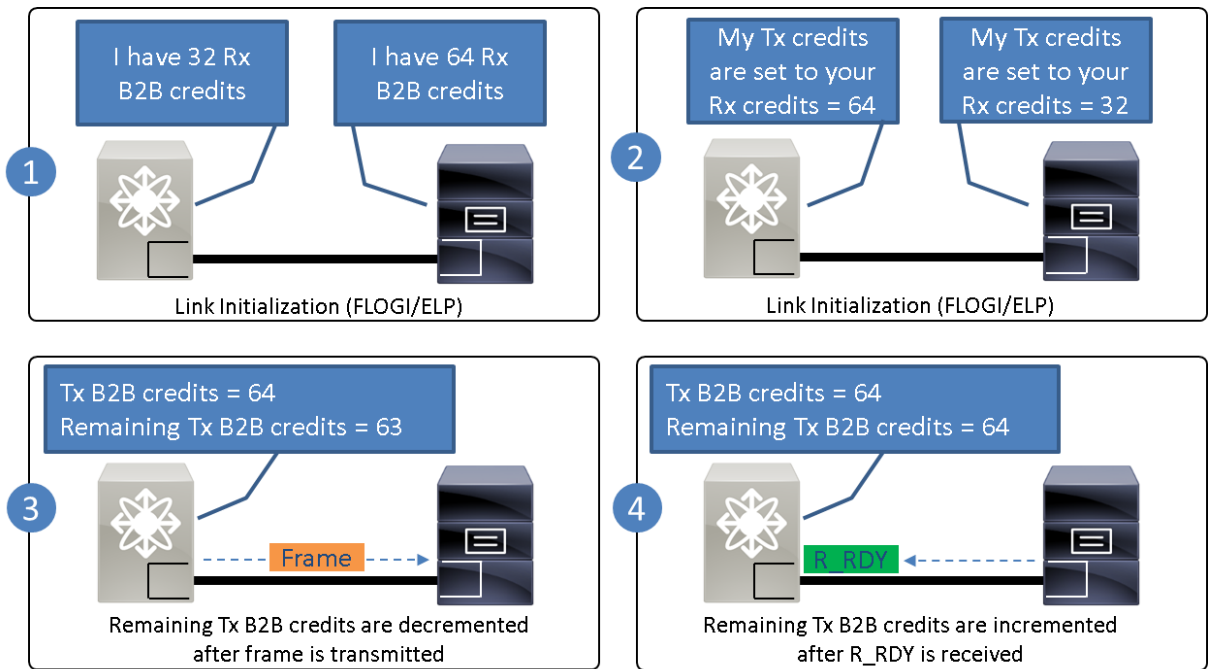 I have 32 Rx
B2B credits
I have 64 Rx
B2B credits
1
Link Initialization (FLOGI/ELP)
My Tx credits
are set to your
Rx credits = 64
My Tx credits
are set to your
Rx credits = 32
2
Link Initialization (FLOGI/ELP)
Tx B2B credits = 64
Remaining Tx B2B credits = 63
3
Frame
Remaining Tx B2B credits are decremented
after frame is transmitted
Tx B2B credits = 64
Remaining Tx B2B credits = 64
4
R_RDY
Remaining Tx B2B credits are incremented
after R_RDY is received